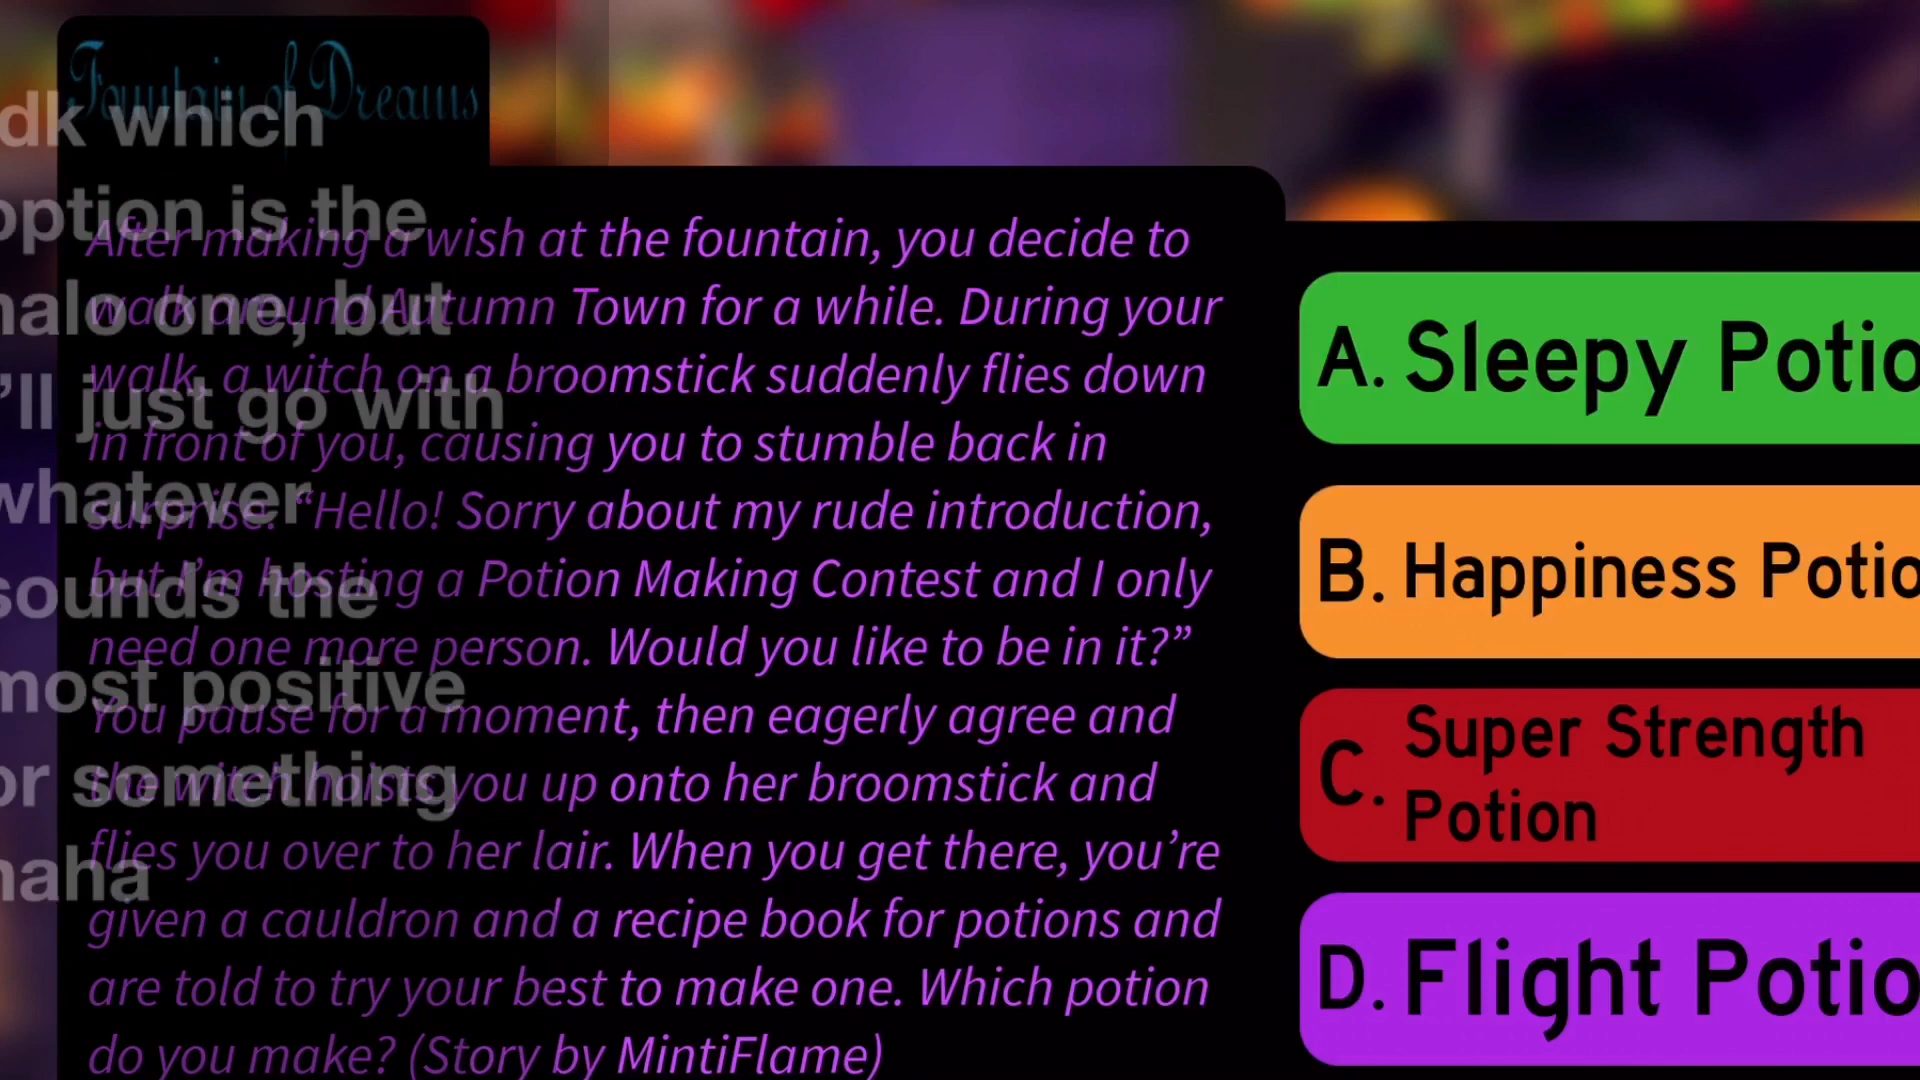 Fountain of Dreams
After making a wish at the fountain, you decide to
walk around Autumn Town for a while. During your
walk, a witch on a broomstick suddenly flies down
in front of you, causing you to stumble back in
surprise. “Hello! Sorry about my rude introduction,
but I’m hosting a Potion Making Contest and I only
need one more person. Would you like to be in it?”
You pause for a moment, then eagerly agree and
the witch hoists you up onto her broomstick and
flies you over to her lair. When you get there, you’re
given a cauldron and a recipe book for potions and
are told to try your best to make one. Which potion
do you make? (Story by MintiFlame)
dk which
option is the
halo one, but
’ll just go with
whatever
sounds the
most positive
or something
haha
A. Sleepy Potio
B. Happiness Potio
C. Super Strength
Potion
D. Flight Potio